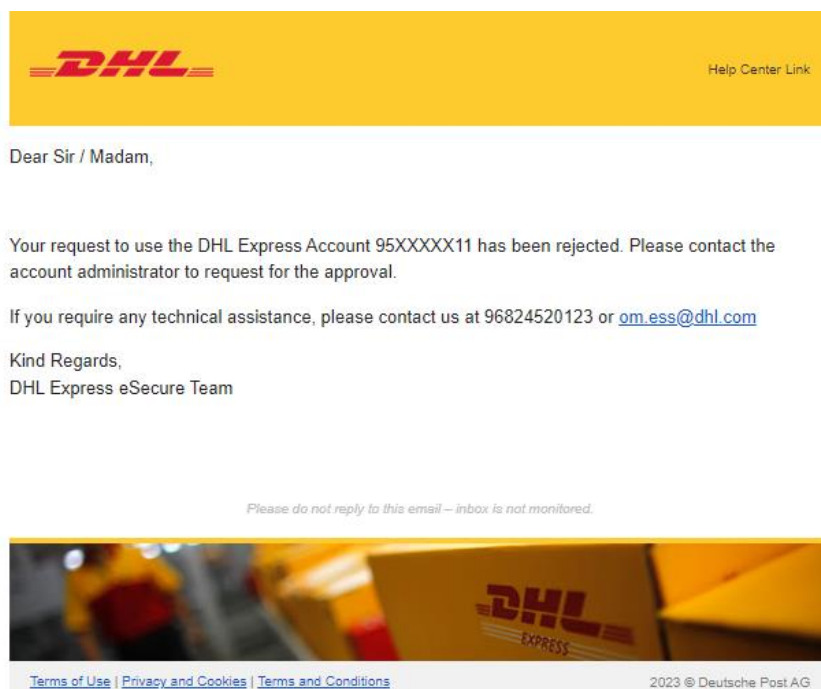 DHL
Help Center Link
Dear Sir / Madam,
Your request to use the DHL Express Account 95XXXXX11 has been rejected. Please contact the
account administrator to request for the approval.
If you require any technical assistance, please contact us at 96824520123 or om.ess@dhl.com
Kind Regards,
DHL Express eSecure Team
Please do not reply to this email – inbox is not monitored.
DHL
EXPRESS
Terms of Use | Privacy and Cookies | Terms and Conditions
2023 © Deutsche Post AG